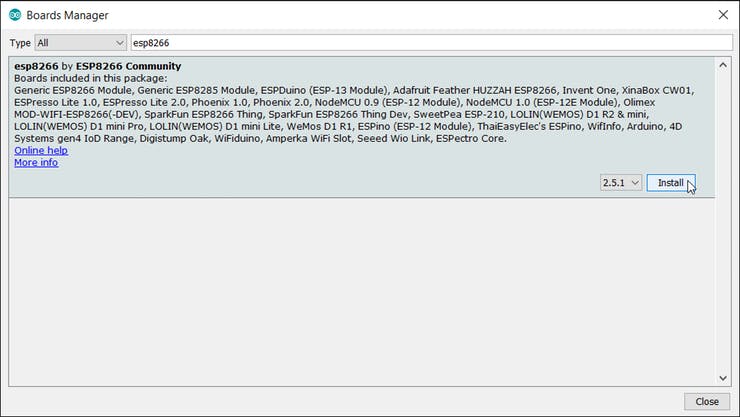 Boards Manager
Type All esp8266
esp8266 by ESP8266 Community
Boards included in this package:
Generic ESP8266 Module, Generic ESP8285 Module, ESPDuino (ESP-13 Module), Adafruit Feather HUZZAH ESP8266, Invent One, XinaBox CW01,
ESPresso Lite 1.0, ESPresso Lite 2.0, Phoenix 1.0, Phoenix 2.0, NodeMCU 0.9 (ESP-12 Module), NodeMCU 1.0 (ESP-12E Module), Olimex
MOD-WIFI-ESP8266(-DEV), SparkFun ESP8266 Thing, SparkFun ESP8266 Thing Dev, SweetPea ESP-210, LOLIN(WEMOS) D1 R2 & mini,
LOLIN(WEMOS) D1 mini Pro, LOLIN(WEMOS) D1 mini Lite, WeMos D1 R1, ESPino (ESP-12 Module), ThaiEasyElec's ESPino, WifInfo, Arduino, 4D
Systems gen4 IoD Range, Digistump Oak, WiFiduino, Amperka WiFi Slot, Seeed Wio Link, ESPectro Core.
Online help
More info
2.5.1 Install
Close